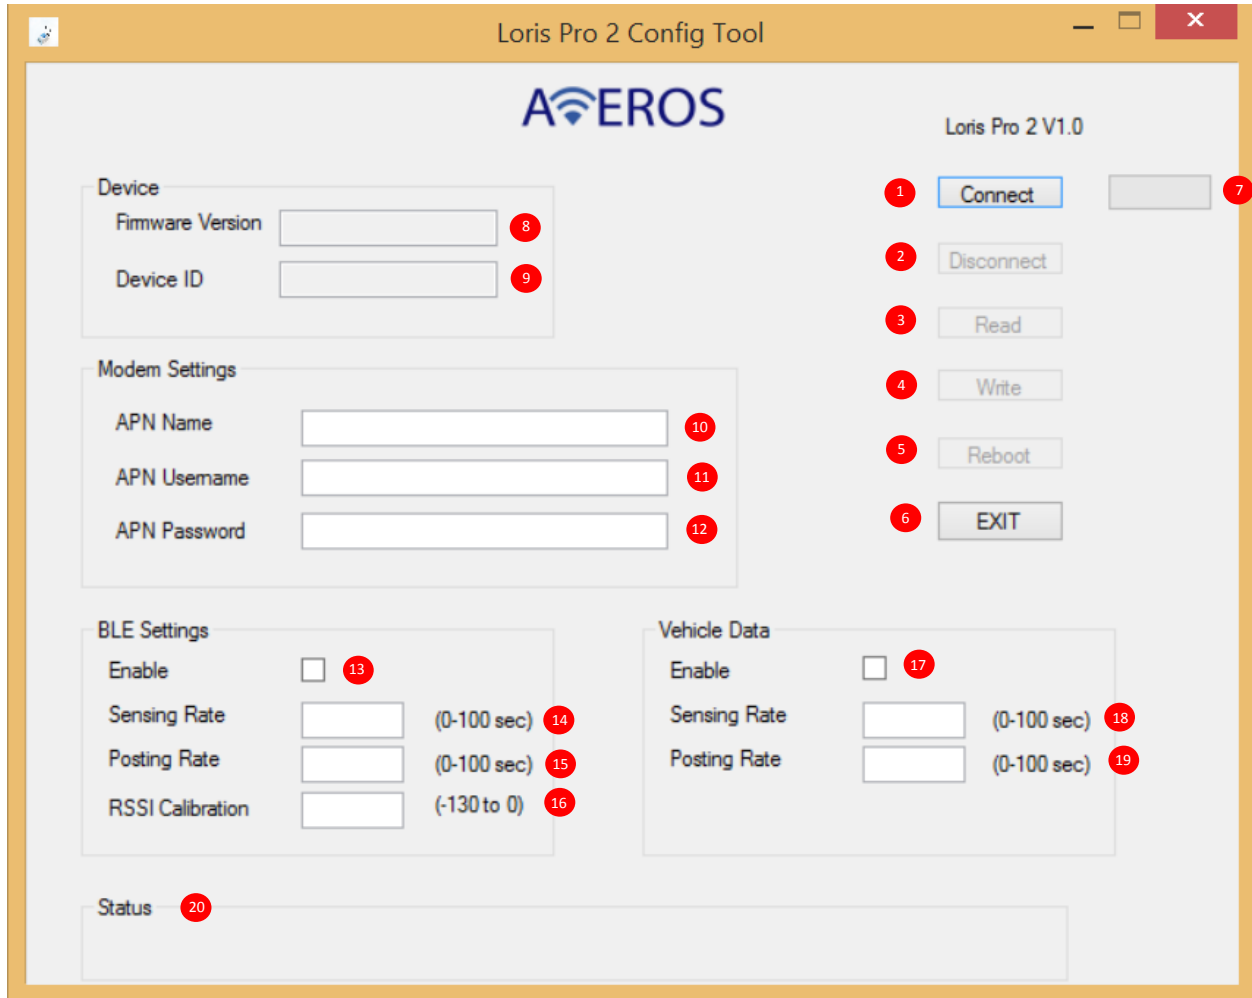 Loris Pro 2 Config Tool
AVEROS
Loris Pro 2 V1.0
Device
Firmware Version 8
Device ID 9
1 Connect 7
2 Disconnect
3 Read
4 Write
5 Reboot
6 EXIT
Modem Settings
APN Name 10
APN Username 11
APN Password 12
BLE Settings
Enable 13
Sensing Rate (0-100 sec) 14
Posting Rate (0-100 sec) 15
RSSI Calibration (-130 to 0) 16
Vehicle Data
Enable 17
Sensing Rate (0-100 sec) 18
Posting Rate (0-100 sec) 19
Status 20